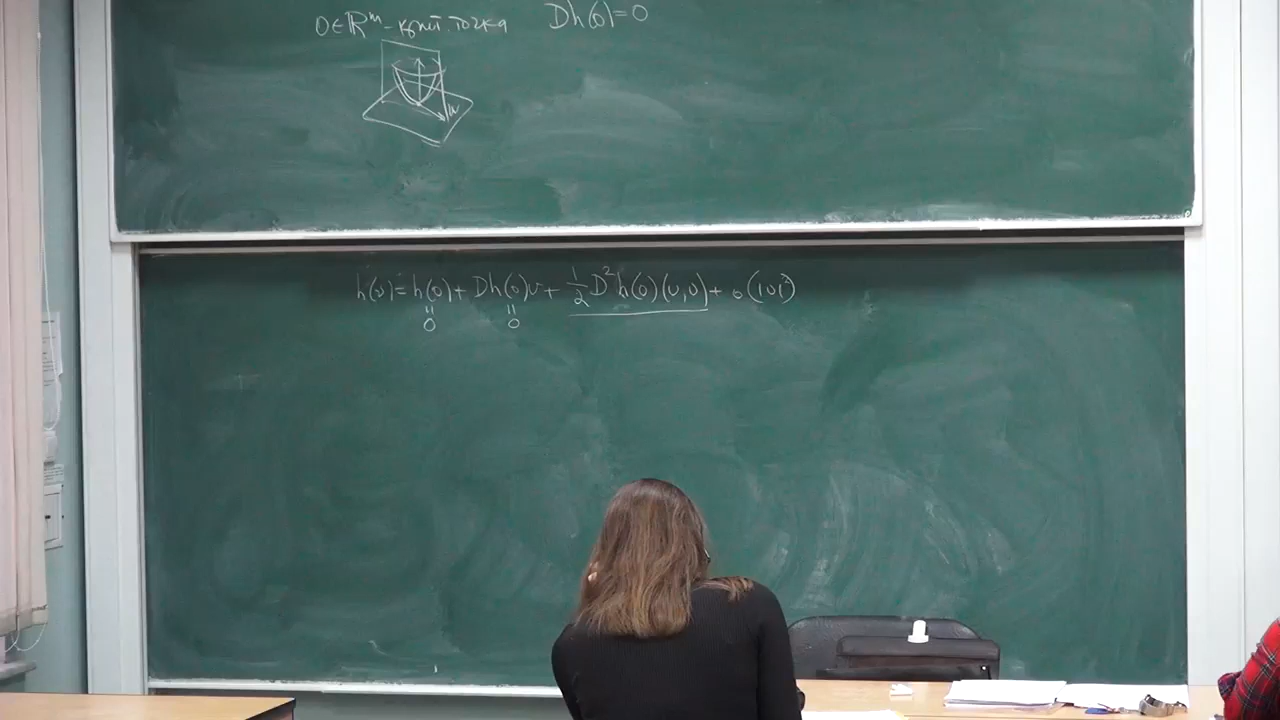 0 ∈ ℝᵐ - крит. точка    Dh(0)=0
u
h(v)=h(0)+Dh(0)v+½D²h(0)(v,v)+o(|v|²)
॥ ॥
0 0